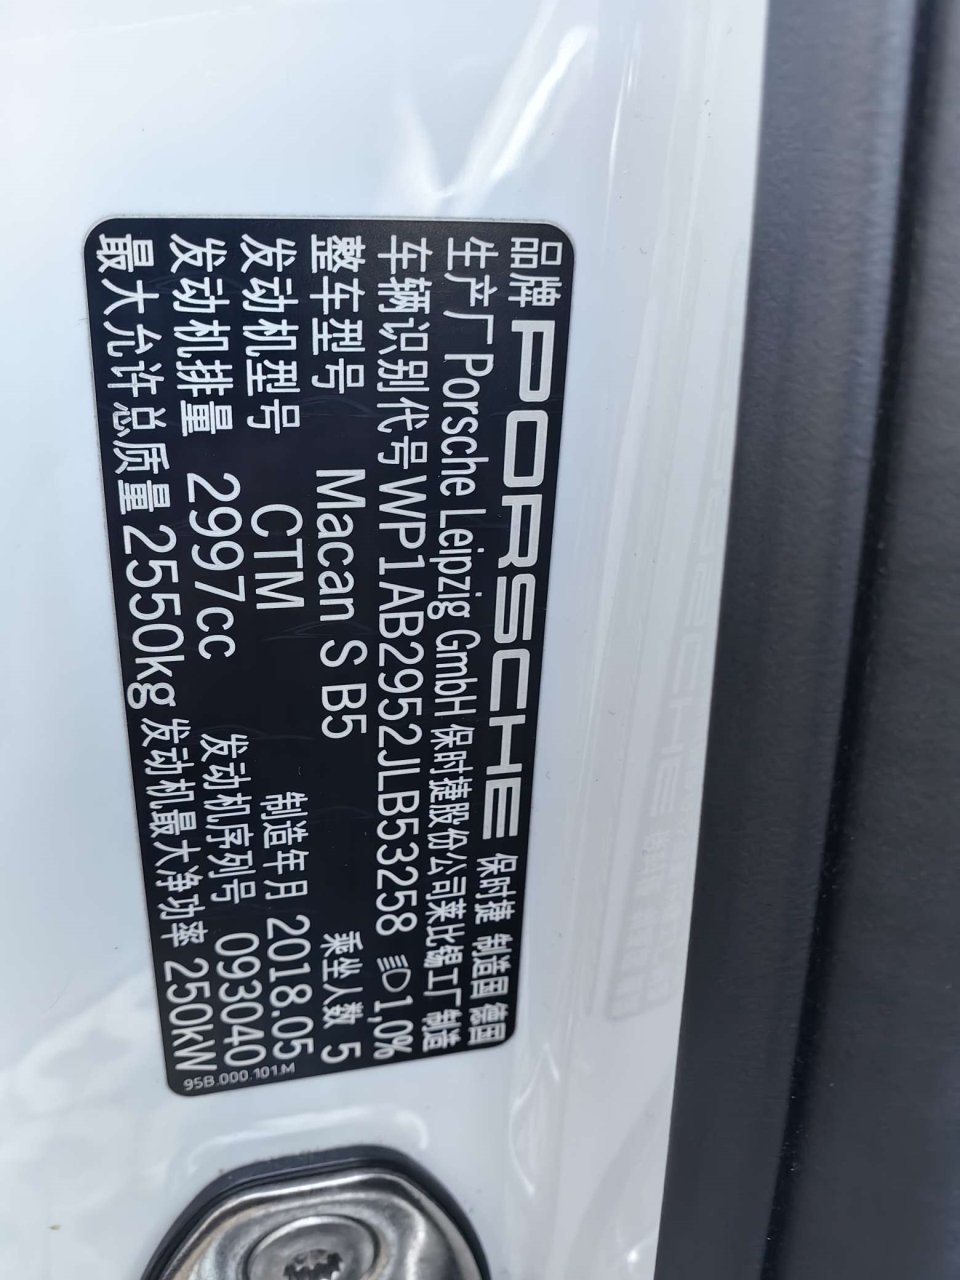 品牌 PORSCHE 保时捷 制造国 德国
生产厂 Porsche Leipzig GmbH 保时捷股份公司莱比锡工厂制造
车辆识别代号 WP1AB2952JLB53258 1,0%
整车型号 Macan S B5 乘坐人数 5
发动机型号 CTM 制造年月 2018.05
发动机排量 2997cc 发动机序列号 093040
最大允许总质量 2550kg 发动机最大净功率 250kW
95B.000.101.M